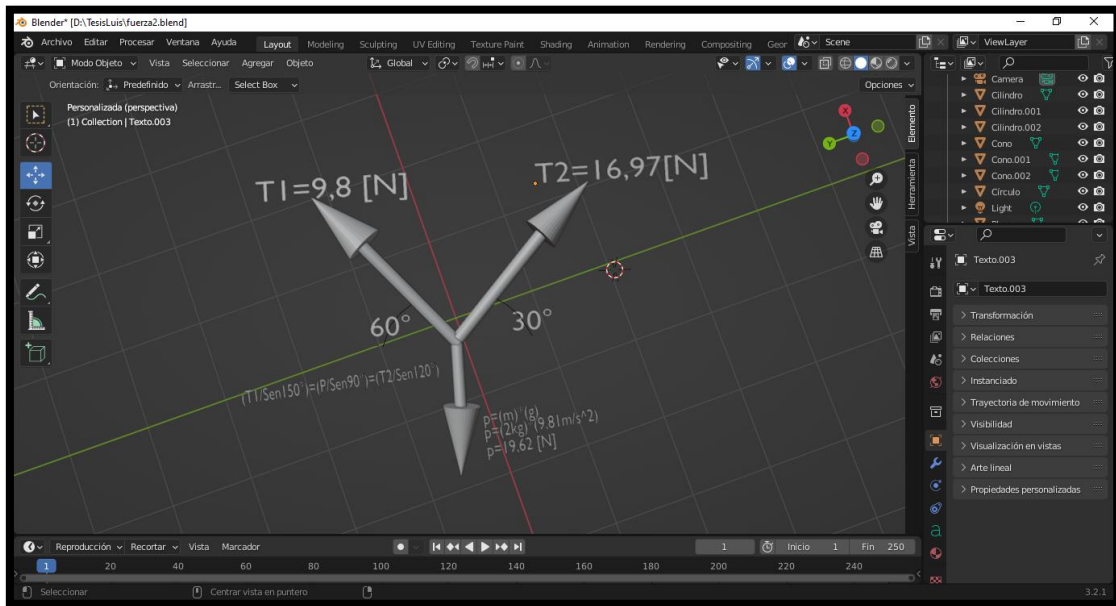 Blender* [D:\TesisLuis\fuerza2.blend]
Archivo Editar Procesar Ventana Ayuda Layout Modeling Sculpting UV Editing Texture Paint Shading Animation Rendering Compositing Geor Scene ViewLayer
Modo Objeto Vista Seleccionar Agregar Objeto Global
Orientación: Predefinido Arrastr... Select Box Opciones
Personalizada (perspectiva)
(1) Collection | Texto.003
X
Y
Z
Elemento
Herramienta
Vista
T1=9,8 [N]
T2=16,97[N]
60°
30°
(T1/Sen150°)=(P/Sen90°)=(T2/Sen120°)
p=(m)*(g)
p=(2kg)*(9.81m/s^2)
p=19,62 [N]
Camera
Cilindro
Cilindro.001
Cilindro.002
Cono
Cono.001
Cono.002
Círculo
Light
Texto.003
Texto.003
Transformación
Relaciones
Colecciones
Instanciado
Trayectoria de movimiento
Visibilidad
Visualización en vistas
Arte lineal
Propiedades personalizadas
Reproducción Recortar Vista Marcador 1 Inicio 1 Fin 250
1 20 40 60 80 100 120 140 160 180 200 220 240
Seleccionar Centrar vista en puntero 3.2.1